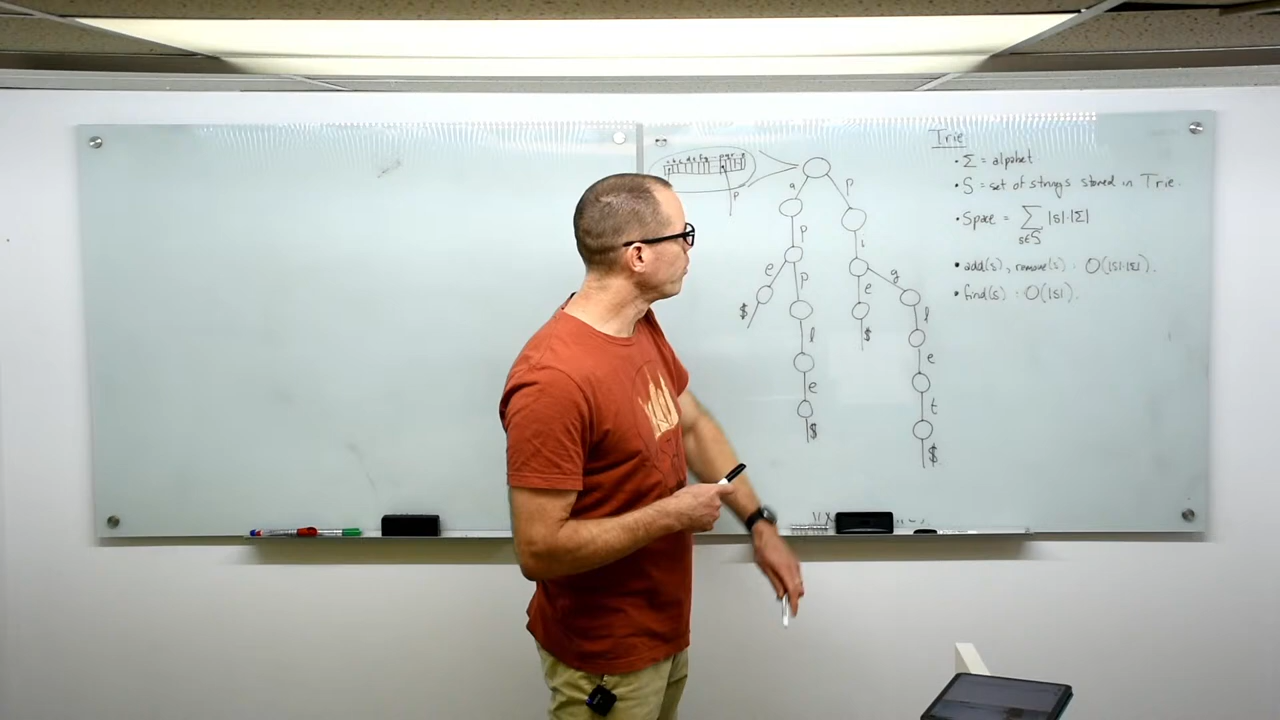 Trie
• Σ = alphabet
• S = set of strings stored in Trie.
• Space = ∑ |s|·|Σ|
s∈S
• add(s), remove(s) : O(|s|·|Σ|).
• find(s) : O(|s|).
a p
p i
e p e g
$ p $ l
l e
e t
$ $